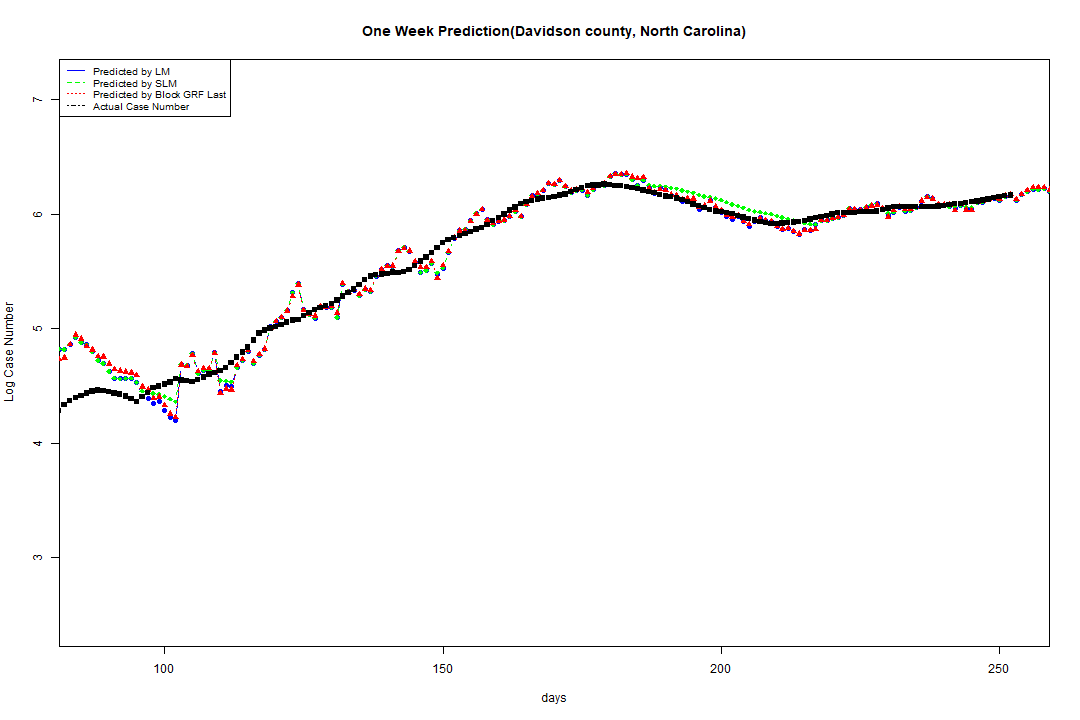 One Week Prediction(Davidson county, North Carolina)
Predicted by LM
Predicted by SLM
Predicted by Block GRF Last
Actual Case Number
7
6
5
4
3
Log Case Number
100
150
200
250
days